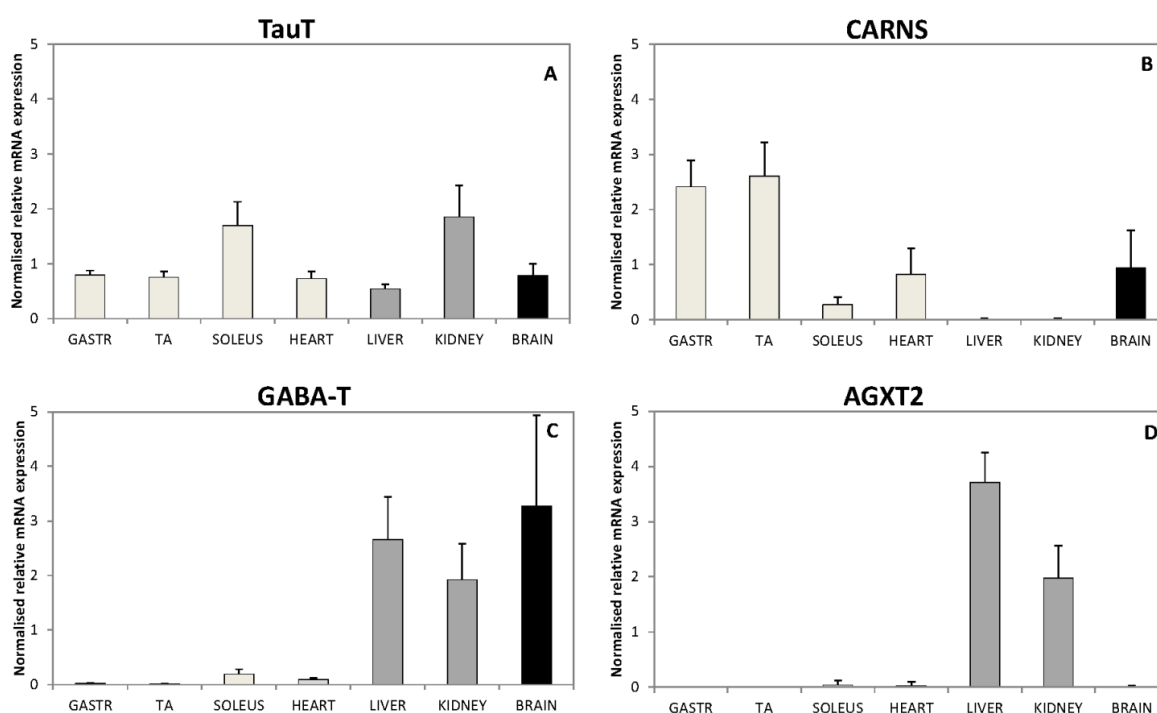 TauT
Normalised relative mRNA expression
5
4
3
2
1
0
A
GASTR TA SOLEUS HEART LIVER KIDNEY BRAIN
CARNS
Normalised relative mRNA expression
5
4
3
2
1
0
B
GASTR TA SOLEUS HEART LIVER KIDNEY BRAIN
GABA-T
Normalised relative mRNA expression
5
4
3
2
1
0
C
GASTR TA SOLEUS HEART LIVER KIDNEY BRAIN
AGXT2
Normalised relative mRNA expression
5
4
3
2
1
0
D
GASTR TA SOLEUS HEART LIVER KIDNEY BRAIN